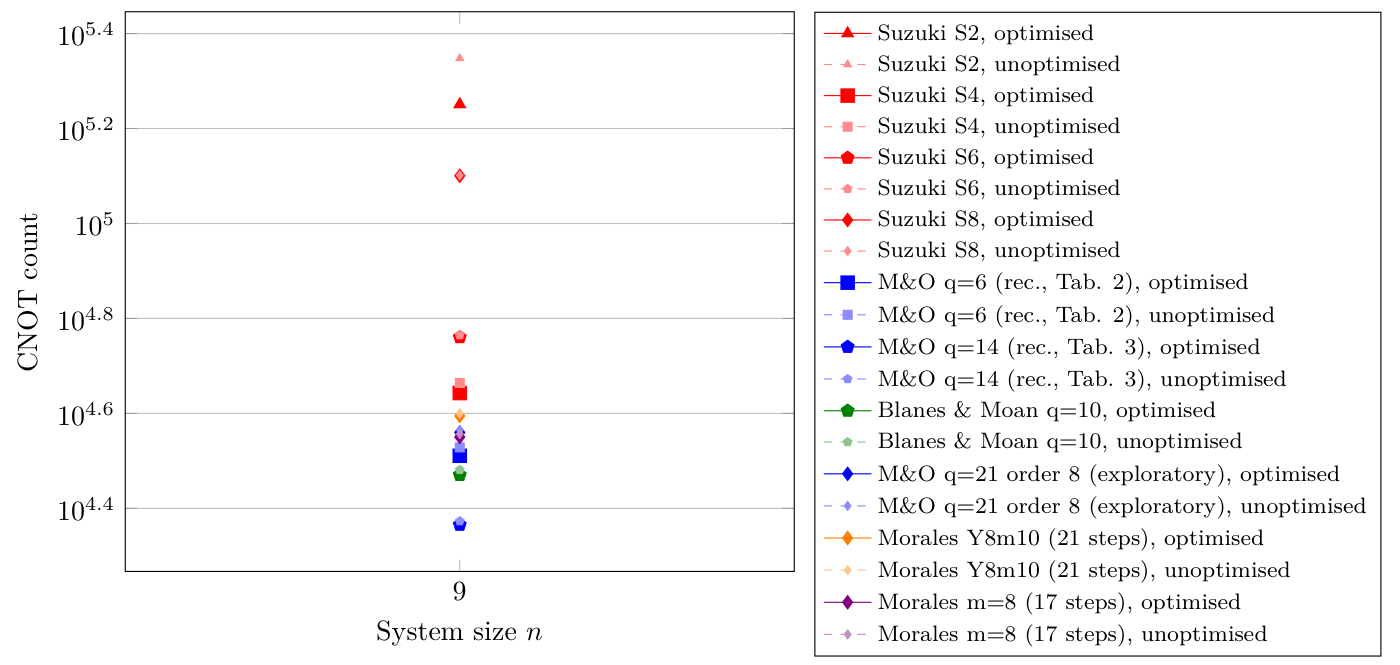 10^5.4
10^5.2
10^5
10^4.8
10^4.6
10^4.4
CNOT count
9
System size n
Suzuki S2, optimised
Suzuki S2, unoptimised
Suzuki S4, optimised
Suzuki S4, unoptimised
Suzuki S6, optimised
Suzuki S6, unoptimised
Suzuki S8, optimised
Suzuki S8, unoptimised
M&O q=6 (rec., Tab. 2), optimised
M&O q=6 (rec., Tab. 2), unoptimised
M&O q=14 (rec., Tab. 3), optimised
M&O q=14 (rec., Tab. 3), unoptimised
Blanes & Moan q=10, optimised
Blanes & Moan q=10, unoptimised
M&O q=21 order 8 (exploratory), optimised
M&O q=21 order 8 (exploratory), unoptimised
Morales Y8m10 (21 steps), optimised
Morales Y8m10 (21 steps), unoptimised
Morales m=8 (17 steps), optimised
Morales m=8 (17 steps), unoptimised